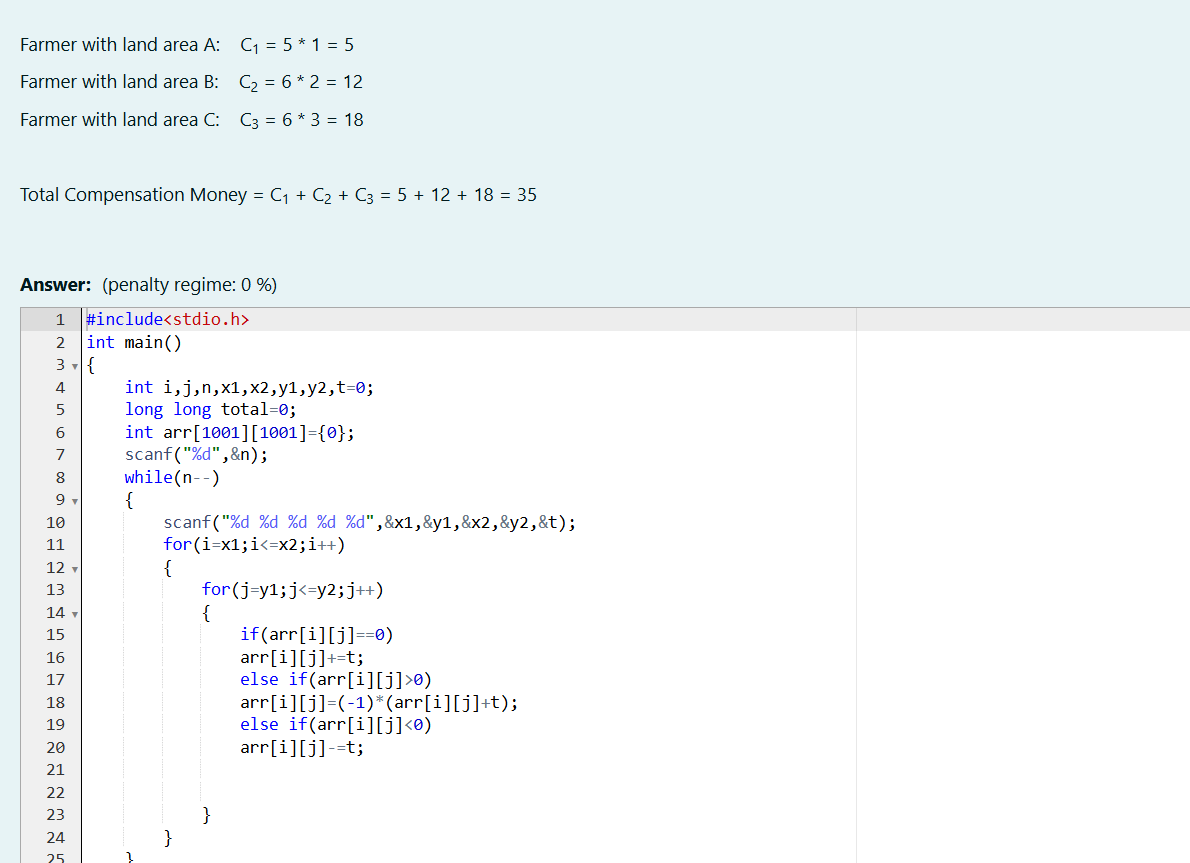 Farmer with land area A: C₁ = 5 * 1 = 5
Farmer with land area B: C₂ = 6 * 2 = 12
Farmer with land area C: C₃ = 6 * 3 = 18
Total Compensation Money = C₁ + C₂ + C₃ = 5 + 12 + 18 = 35
Answer: (penalty regime: 0 %)
1 #include<stdio.h>
2 int main()
3 {
4     int i,j,n,x1,x2,y1,y2,t=0;
5     long long total=0;
6     int arr[1001][1001]={0};
7     scanf("%d",&n);
8     while(n--)
9     {
10         scanf("%d %d %d %d %d",&x1,&y1,&x2,&y2,&t);
11         for(i=x1;i<=x2;i++)
12         {
13             for(j=y1;j<=y2;j++)
14             {
15                 if(arr[i][j]==0)
16                 arr[i][j]+=t;
17                 else if(arr[i][j]>0)
18                 arr[i][j]=(-1)*(arr[i][j]+t);
19                 else if(arr[i][j]<0)
20                 arr[i][j]-=t;
21
22
23             }
24         }
25     }